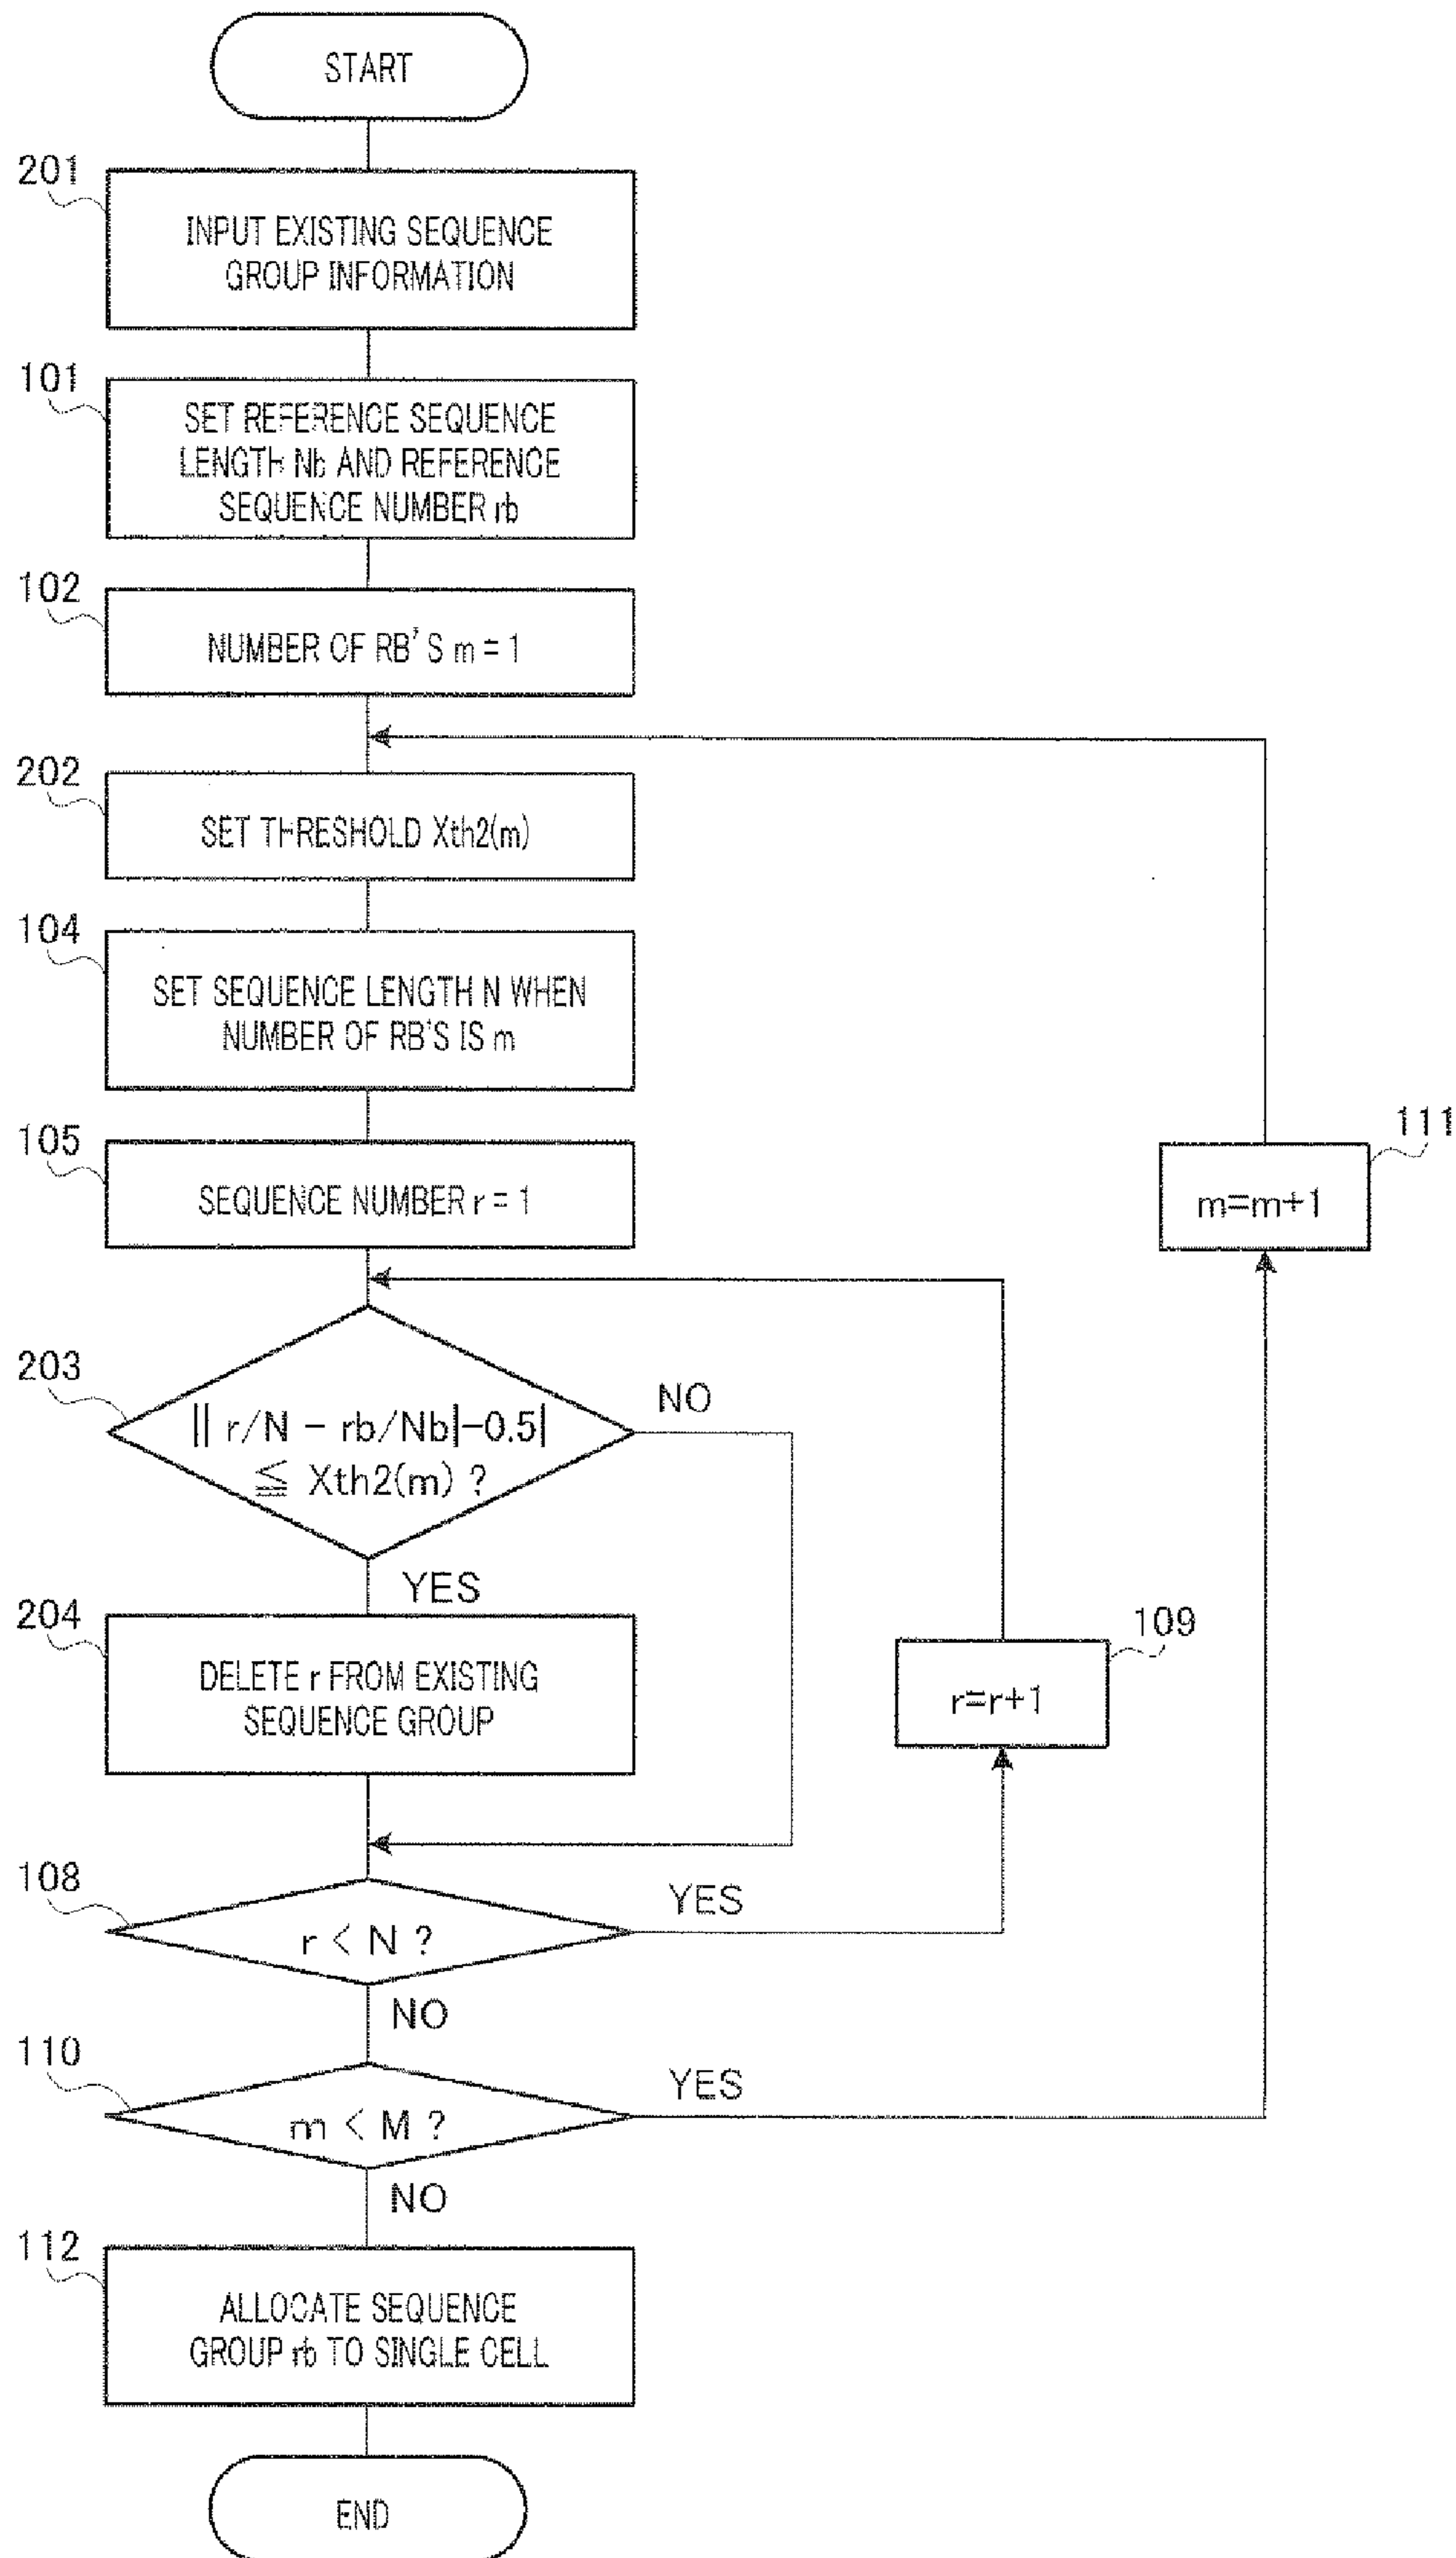 START
201
INPUT EXISTING SEQUENCE
GROUP INFORMATION
101
SET REFERENCE SEQUENCE
LENGTH Nb AND REFERENCE
SEQUENCE NUMBER rb
102
NUMBER OF RB'S m = 1
202
SET THRESHOLD Xth2(m)
104
SET SEQUENCE LENGTH N WHEN
NUMBER OF RB'S IS m
105
SEQUENCE NUMBER r = 1
111
m=m+1
203
|| r/N - rb/Nb|-0.5|
≦ Xth2(m) ?
NO
YES
204
DELETE r FROM EXISTING
SEQUENCE GROUP
109
r=r+1
108
r < N ?
YES
NO
110
m < M ?
YES
NO
112
ALLOCATE SEQUENCE
GROUP rb TO SINGLE CELL
END